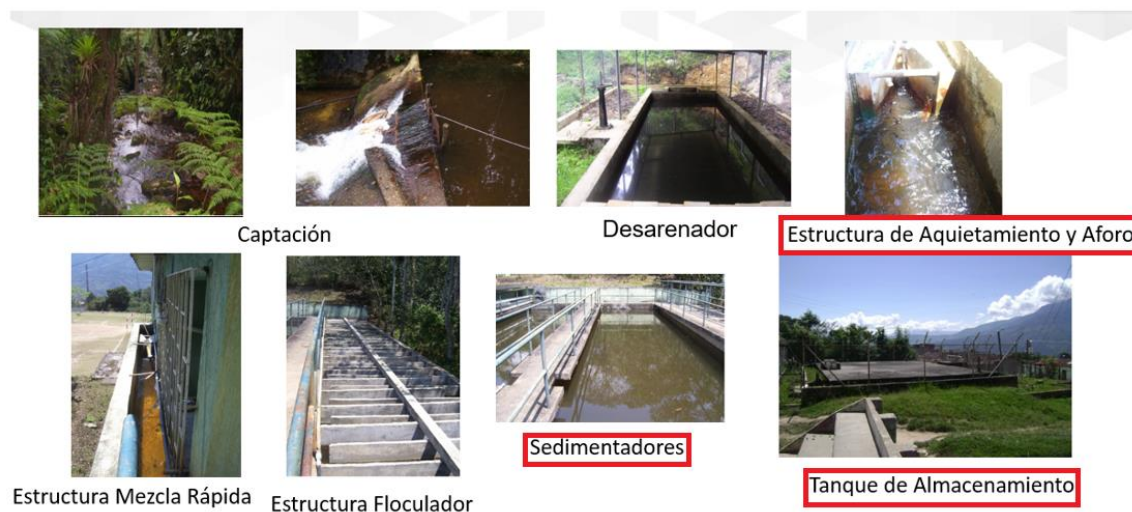 Captación
Desarenador
Estructura de Aquietamiento y Aforo
Estructura Mezcla Rápida
Estructura Floculador
Sedimentadores
Tanque de Almacenamiento